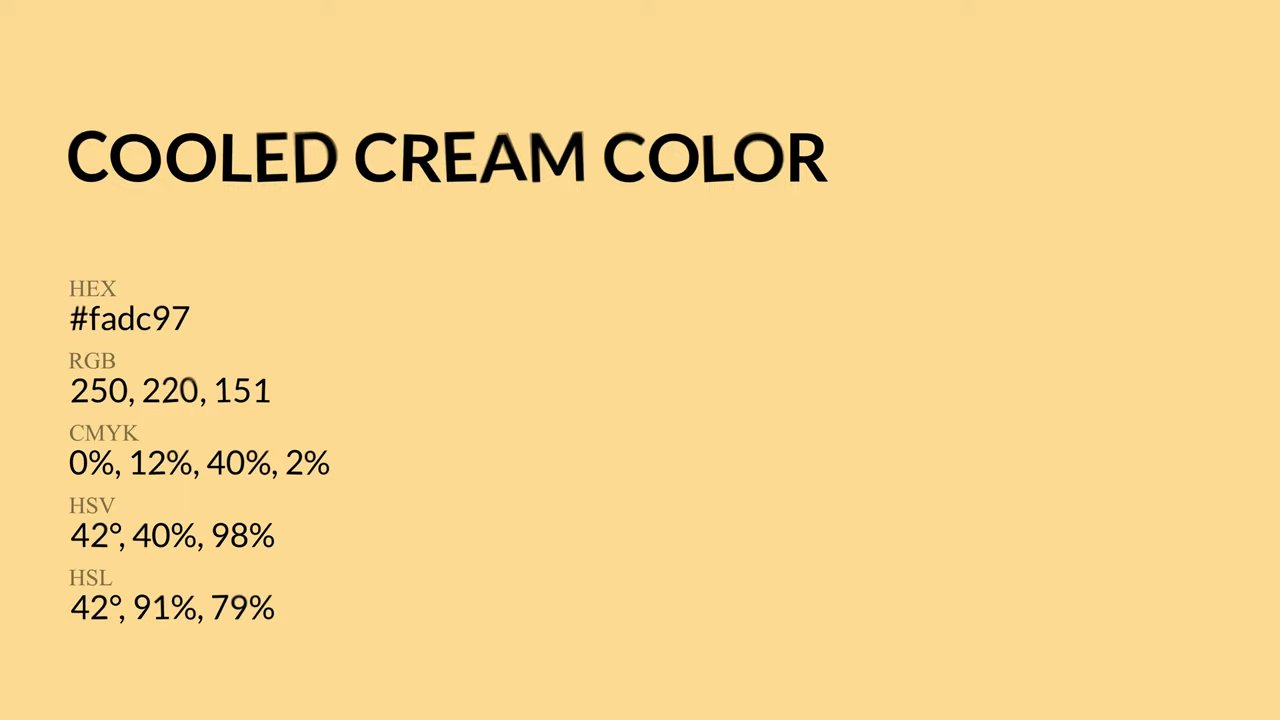 COOLED CREAM COLOR
HEX
#fadc97
RGB
250, 220, 151
CMYK
0%, 12%, 40%, 2%
HSV
42°, 40%, 98%
HSL
42°, 91%, 79%